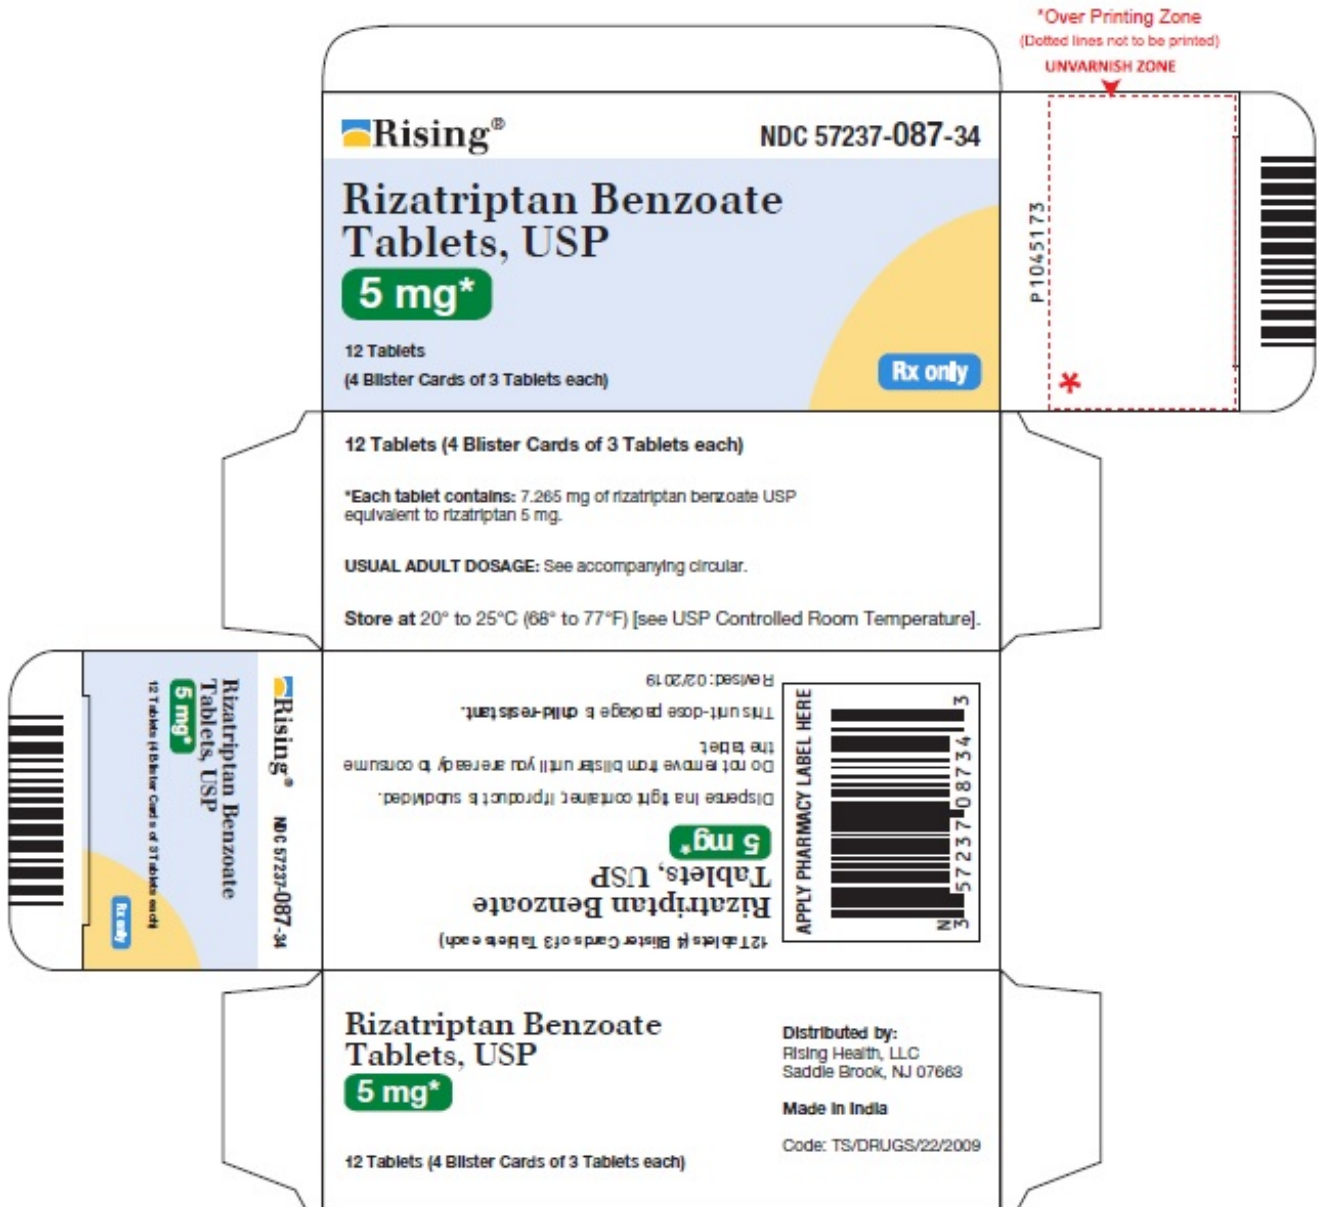 *Over Printing Zone
(Dotted lines not to be printed)
UNVARNISH ZONE
Rising®
NDC 57237-087-34
Rizatriptan Benzoate
Tablets, USP
5 mg*
12 Tablets
(4 Blister Cards of 3 Tablets each)
Rx only
P1045173
*
12 Tablets (4 Blister Cards of 3 Tablets each)
*Each tablet contains: 7.265 mg of rizatriptan benzoate USP
equivalent to rizatriptan 5 mg.
USUAL ADULT DOSAGE: See accompanying circular.
Store at 20° to 25°C (68° to 77°F) [see USP Controlled Room Temperature].
Rising®
NDC 57237-087-34
Rizatriptan Benzoate
Tablets, USP
5 mg*
12 Tablets (4 Blister Cards of 3 Tablets each)
Rx only
12 Tablets (4 Blister Cards of 3 Tablets each)
Rizatriptan Benzoate
Tablets, USP
5 mg*
Dispense in a tight container, if product is subdivided.
Do not remove from blister until you are ready to consume
the tablet.
This unit-dose package is child-resistant.
Revised: 02/2019
APPLY PHARMACY LABEL HERE
N
3 57237 08734 3
Rizatriptan Benzoate
Tablets, USP
5 mg*
12 Tablets (4 Blister Cards of 3 Tablets each)
Distributed by:
Rising Health, LLC
Saddle Brook, NJ 07663
Made in India
Code: TS/DRUGS/22/2009